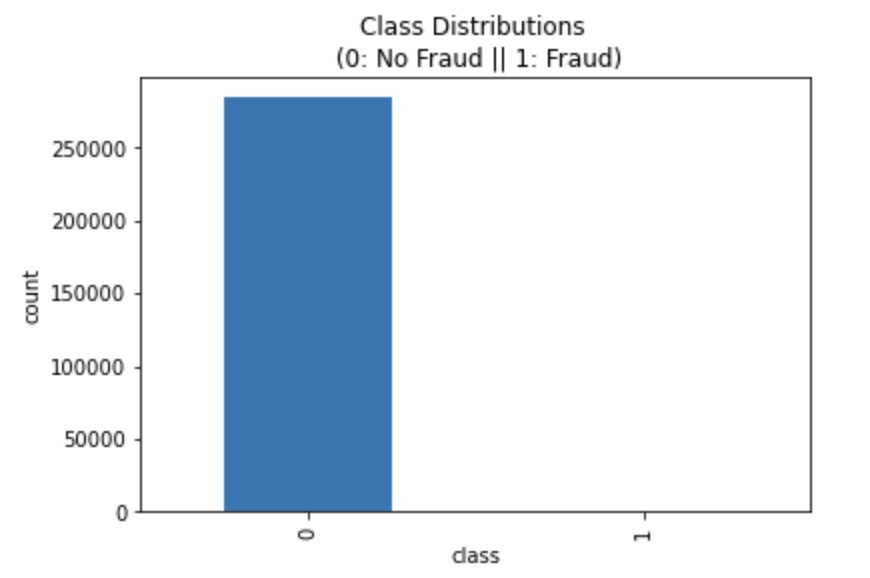 Class Distributions
(0: No Fraud || 1: Fraud)
250000
200000
150000
100000
50000
0
count
0
1
class